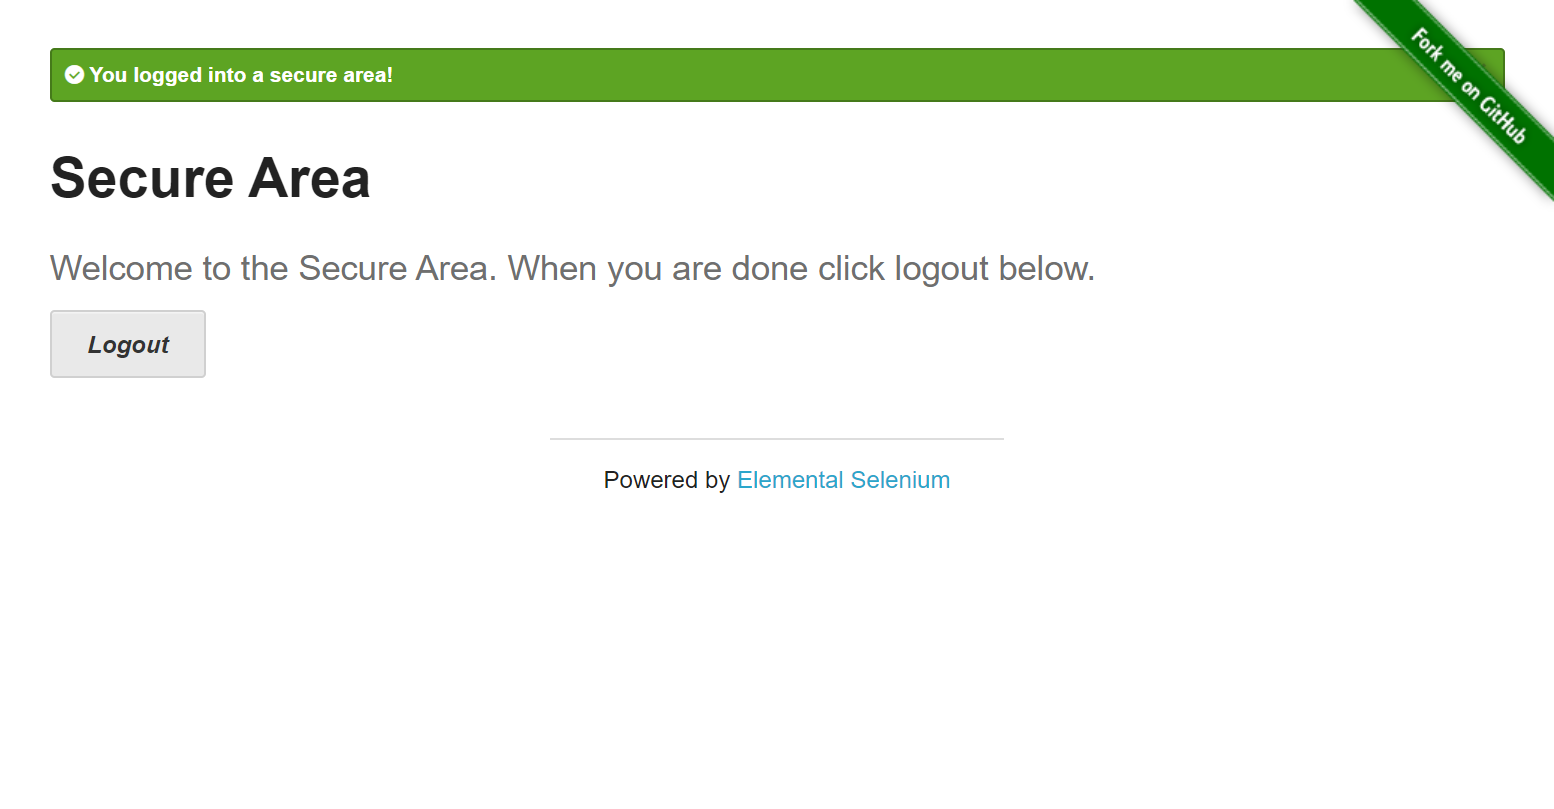 You logged into a secure area!
Fork me on GitHub
Secure Area
Welcome to the Secure Area. When you are done click logout below.
Logout
Powered by Elemental Selenium